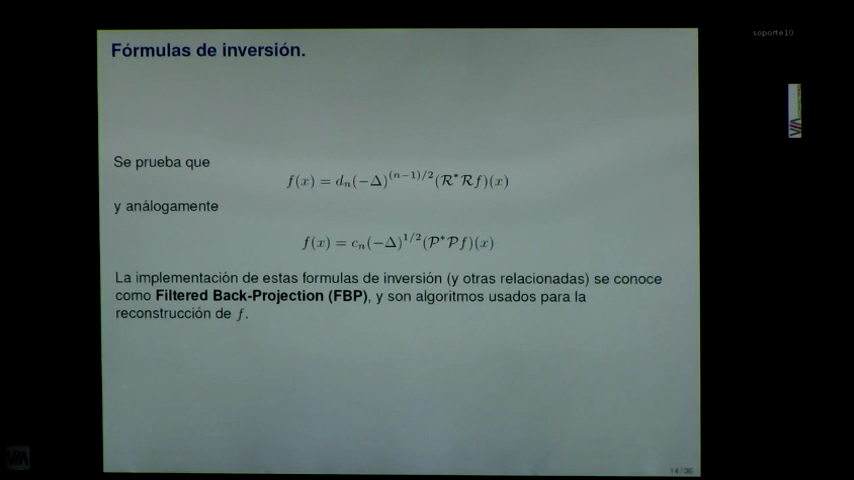 soporte10
Fórmulas de inversión.
Se prueba que
f(x) = d_n(−Δ)^{(n−1)/2}(ℛ*ℛf)(x)
y análogamente
f(x) = c_n(−Δ)^{1/2}(𝒫*𝒫f)(x)
La implementación de estas formulas de inversión (y otras relacionadas) se conoce
como Filtered Back-Projection (FBP), y son algoritmos usados para la
reconstrucción de f.
14/36